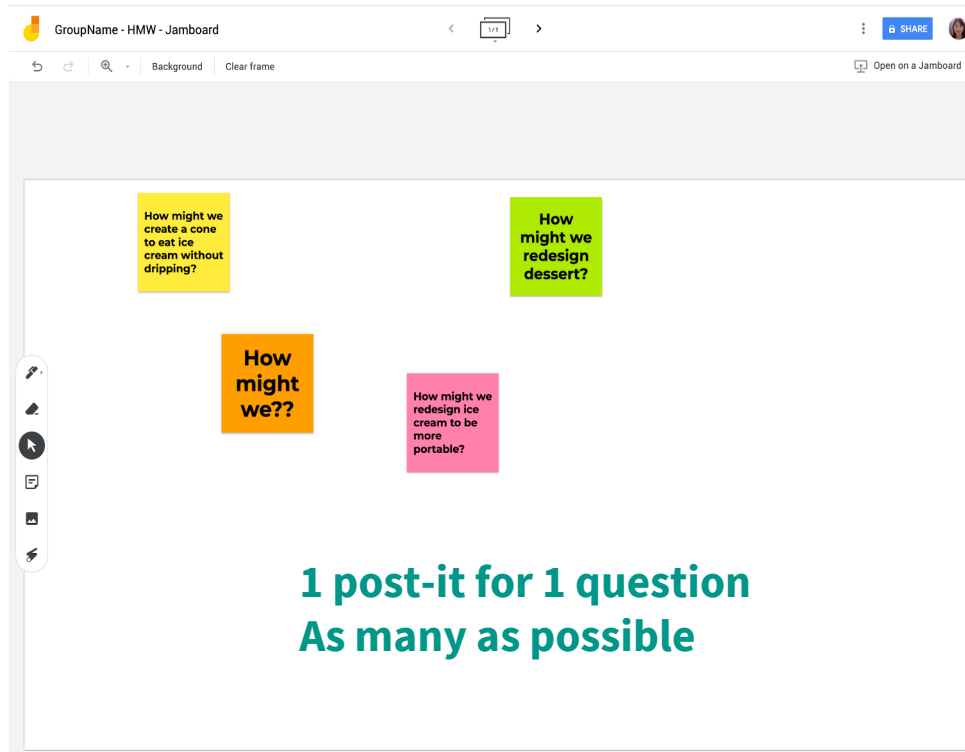 GroupName - HMW - Jamboard
1/1
SHARE
Background
Clear frame
Open on a Jamboard
How might we
create a cone
to eat ice
cream without
dripping?
How
might we
redesign
dessert?
How
might
we??
How might we
redesign ice
cream to be
more
portable?
1 post-it for 1 question
As many as possible